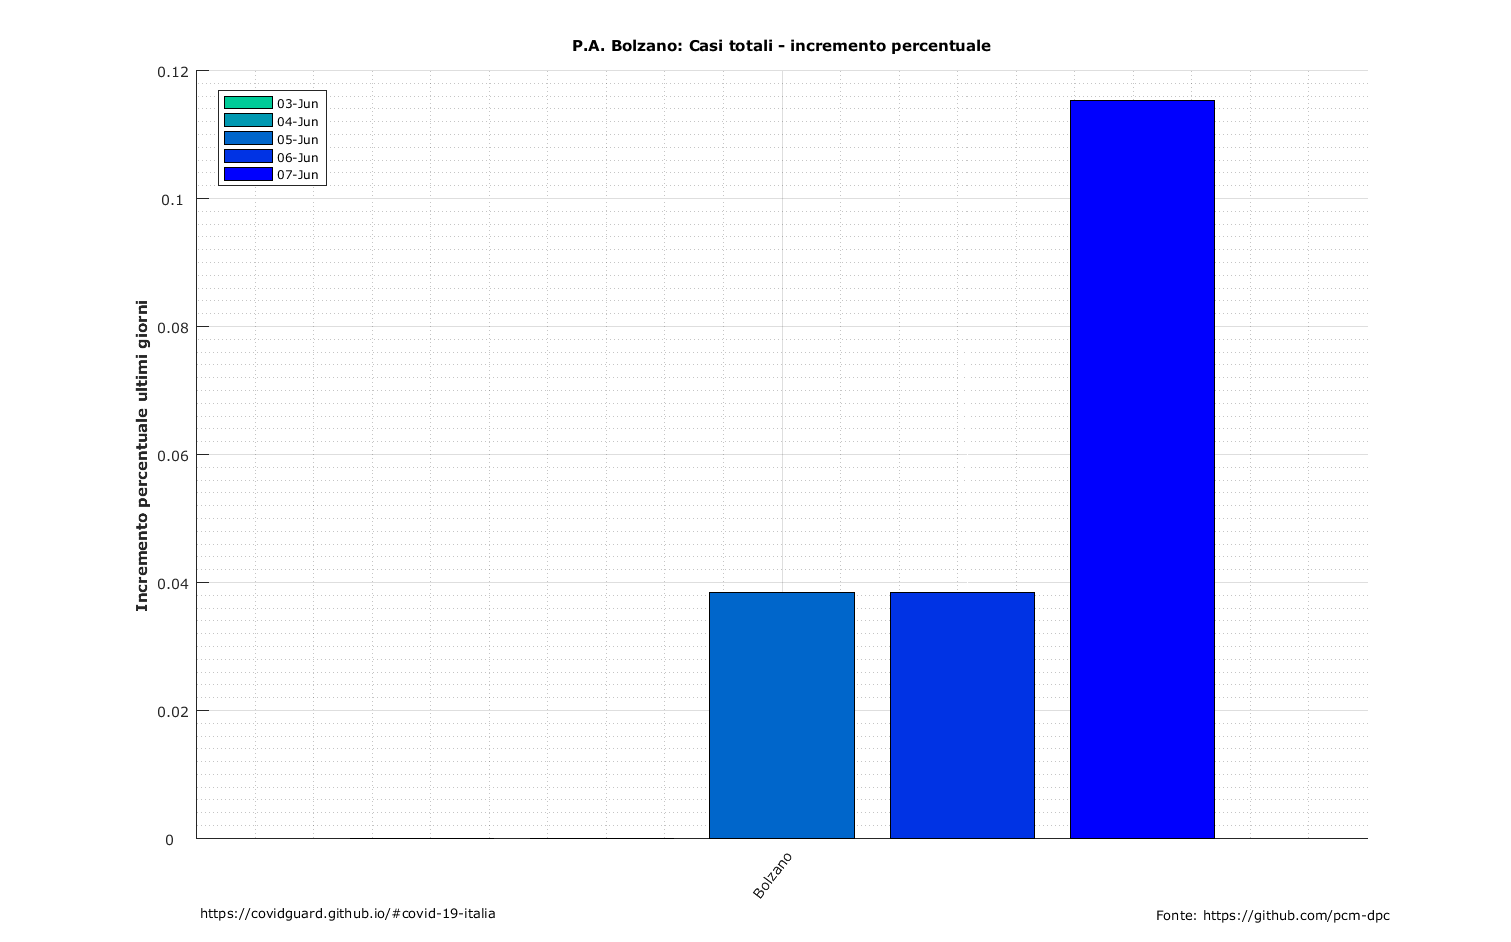 P.A. Bolzano: Casi totali - incremento percentuale
0.12
0.1
0.08
0.06
0.04
0.02
0
Incremento percentuale ultimi giorni
03-Jun
04-Jun
05-Jun
06-Jun
07-Jun
Bolzano
https://covidguard.github.io/#covid-19-italia
Fonte: https://github.com/pcm-dpc